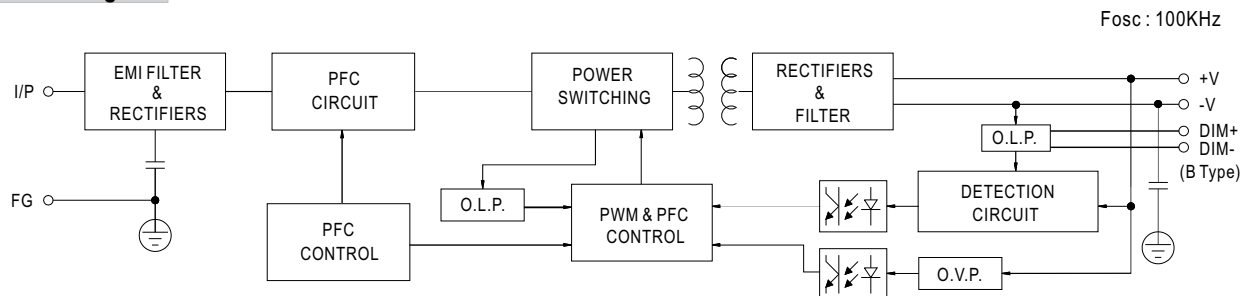 Fosc : 100KHz
I/P
EMI FILTER
&
RECTIFIERS
PFC
CIRCUIT
POWER
SWITCHING
RECTIFIERS
&
FILTER
+V
-V
DIM+
DIM-
(B Type)
O.L.P.
FG
O.L.P.
PFC
CONTROL
PWM & PFC
CONTROL
DETECTION
CIRCUIT
O.V.P.